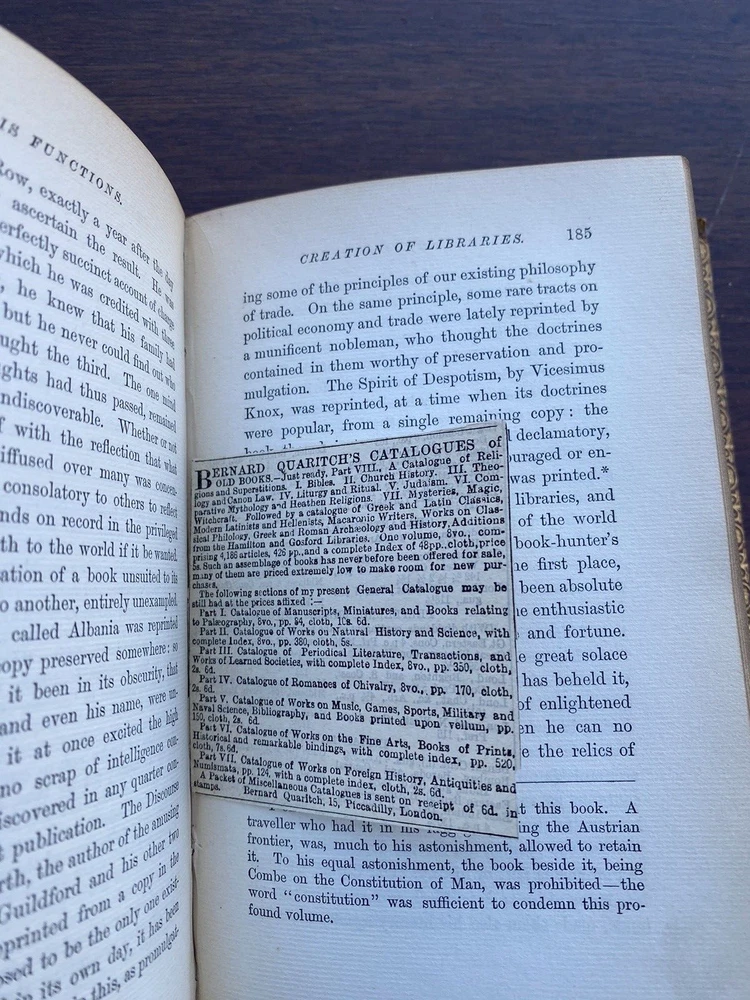 IS FUNCTIONS.
Row, exactly a year after the day
ascertain the result. He was
perfectly succinct account of change
which he was credited with these
, he knew that his family had
but he never could find out who
ught the third. The one mind
ghts had thus passed, remained
ndiscoverable. Whether or not
f with the reflection that what
iffused over many was concen-
consolatory to others to reflect
nds on record in the privileged
th to the world if it be wanted.
ation of a book unsuited to its
o another, entirely unexampled.
called Albania was reprinted
opy preserved somewhere: so
it been in its obscurity, that
and even his name, were un-
it at once excited the high
no scrap of intelligence con-
iscovered in any quarter con-
publication. The Discourse
rth, the author of the amusing
Guildford and his other two
eprinted from a copy in the
osed to be the only one exist-
in its own day, it has been
this, as promulgat-
CREATION OF LIBRARIES. 185
ing some of the principles of our existing philosophy
of trade. On the same principle, some rare tracts on
political economy and trade were lately reprinted by
a munificent nobleman, who thought the doctrines
contained in them worthy of preservation and pro-
mulgation. The Spirit of Despotism, by Vicesimus
Knox, was reprinted, at a time when its doctrines
were popular, from a single remaining copy: the
declamatory,
ouraged or en-
was printed.*
libraries, and
of the world
book-hunter's
e first place,
been absolute
e enthusiastic
and fortune.
e great solace
has beheld it,
of enlightened
en he can no
e the relics of
t this book. A
traveller who had it in his lugg ing the Austrian
frontier, was, much to his astonishment, allowed to retain
it. To his equal astonishment, the book beside it, being
Combe on the Constitution of Man, was prohibited—the
word "constitution" was sufficient to condemn this pro-
found volume.
BERNARD QUARITCH'S CATALOGUES of
OLD BOOKS.—Just ready, Part VIII., A Catalogue of Reli-
gions and Superstitions. I. Bibles. II. Church History. III. Theo-
logy and Canon Law. IV. Liturgy and Ritual. V. Judaism. VI. Com-
parative Mythology and Heathen Religions. VII. Mysteries, Magic,
Witchcraft. Followed by a catalogue of Greek and Latin Classics,
Modern Latinists and Hellenists, Macaronic Writers, Works on Clas-
sical Philology, Greek and Roman Archæology and History, Additions
from the Hamilton and Gosford Libraries. One volume, 8vo., com-
prising 4,186 articles, 426 pp., and a complete Index of 48pp., cloth, price
5s. Such an assemblage of books has never before been offered for sale,
many of them are priced extremely low to make room for new pur-
chases.
The following sections of my present General Catalogue may be
still had at the prices affixed:—
Part I. Catalogue of Manuscripts, Miniatures, and Books relating
to Palæography, 8vo., pp. 84, cloth, 10s. 6d.
Part II. Catalogue of Works on Natural History and Science, with
complete Index, 8vo., pp. 380, cloth, 5s.
Part III. Catalogue of Periodical Literature, Transactions, and
Works of Learned Societies, with complete Index, 8vo., pp. 350, cloth,
2s. 6d.
Part IV. Catalogue of Romances of Chivalry, 8vo., pp. 170, cloth,
2s. 6d.
Part V. Catalogue of Works on Music, Games, Sports, Military and
Naval Science, Bibliography, and Books printed upon vellum, pp.
150, cloth, 2s. 6d.
Part VI. Catalogue of Works on the Fine Arts, Books of Prints,
Historical and remarkable bindings, with complete index, pp. 520,
cloth, 7s. 6d.
Part VII. Catalogue of Works on Foreign History, Antiquities and
Numismats, pp. 124, with a complete index, cloth, 2s. 6d.
A Packet of Miscellaneous Catalogues is sent on receipt of 6d. in
stamps. Bernard Quaritch, 15, Piccadilly, London.